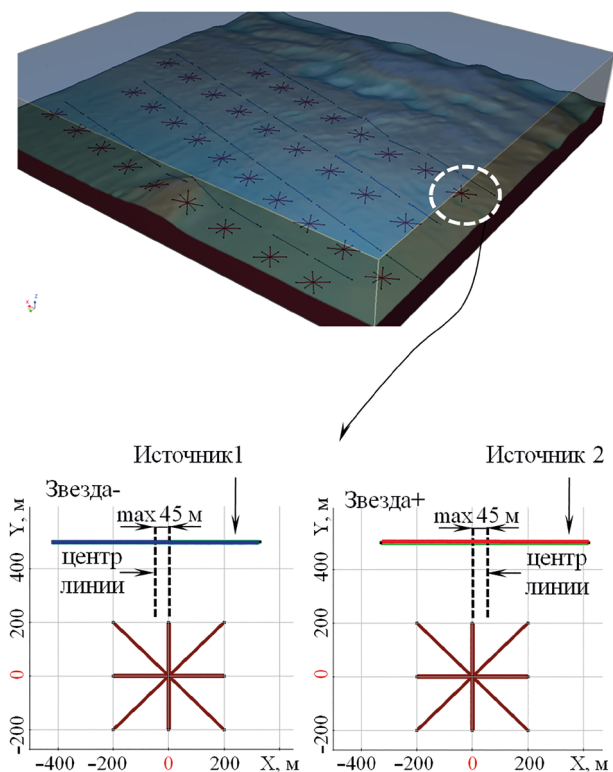 x
z
Источник1
Звезда-
max 45 м
центр
линии
Y, м
400
200
0
-200
-400
-200
0
200
X, м
Источник 2
Звезда+
max 45 м
центр
линии
Y, м
400
200
0
-200
-400
-200
0
200
X, м